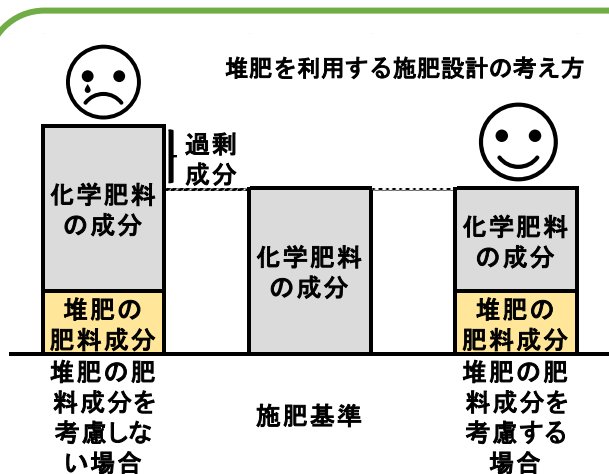 堆肥を利用する施肥設計の考え方
過剰
成分
化学肥料
の成分
堆肥の
肥料成分
堆肥の肥
料成分を
考慮しな
い場合
化学肥料
の成分
施肥基準
化学肥料
の成分
堆肥の
肥料成分
堆肥の肥
料成分を
考慮する
場合